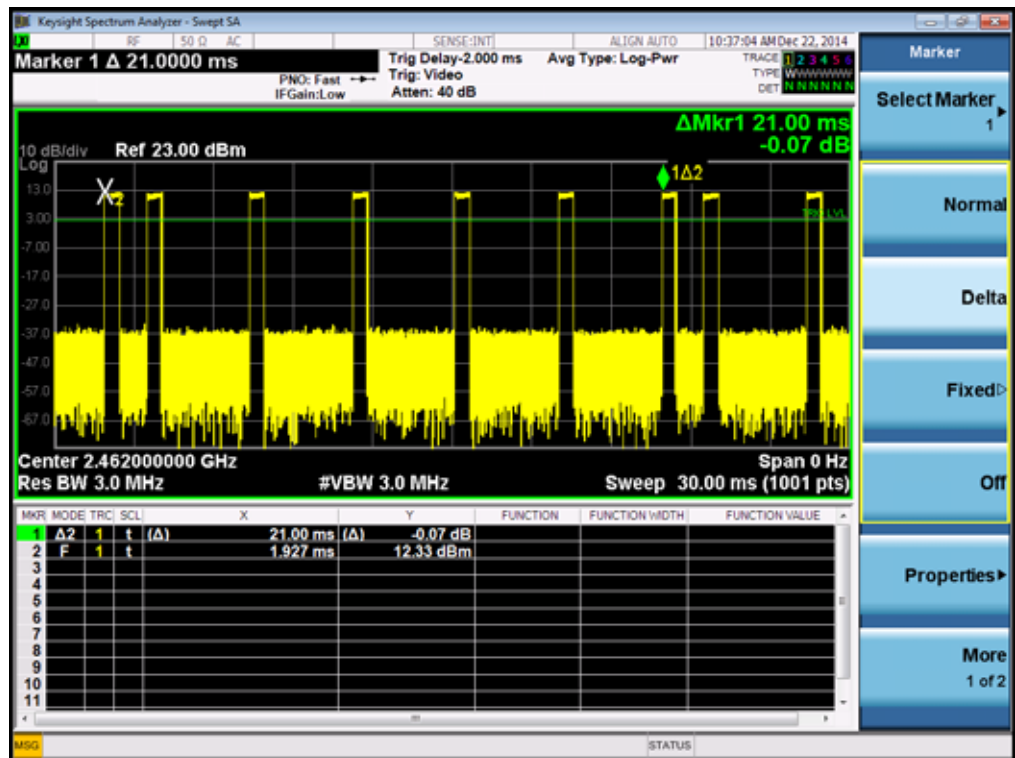 Keysight Spectrum Analyzer - Swept SA
RF 50 Ω AC SENSE:INT ALIGN AUTO 10:37:04 AM Dec 22, 2014
Marker 1 Δ 21.0000 ms
Trig Delay-2.000 ms Avg Type: Log-Pwr
PNO: Fast Trig: Video
IFGain:Low Atten: 40 dB
TRACE 1 2 3 4 5 6
TYPE WWWWWW
DET N N N N N N
ΔMkr1 21.00 ms
-0.07 dB
10 dB/div Ref 23.00 dBm
Log
13.0
3.00
-7.00
-17.0
-27.0
-37.0
-47.0
-57.0
-67.0
X2
1Δ2
TRIG LVL
Center 2.462000000 GHz Span 0 Hz
Res BW 3.0 MHz #VBW 3.0 MHz Sweep 30.00 ms (1001 pts)
MKR MODE TRC SCL X Y FUNCTION FUNCTION WIDTH FUNCTION VALUE
1 Δ2 1 t (Δ) 21.00 ms (Δ) -0.07 dB
2 F 1 t 1.927 ms 12.33 dBm
3
4
5
6
7
8
9
10
11
MSG STATUS
Marker
Select Marker
1
Normal
Delta
Fixed
Off
Properties
More
1 of 2